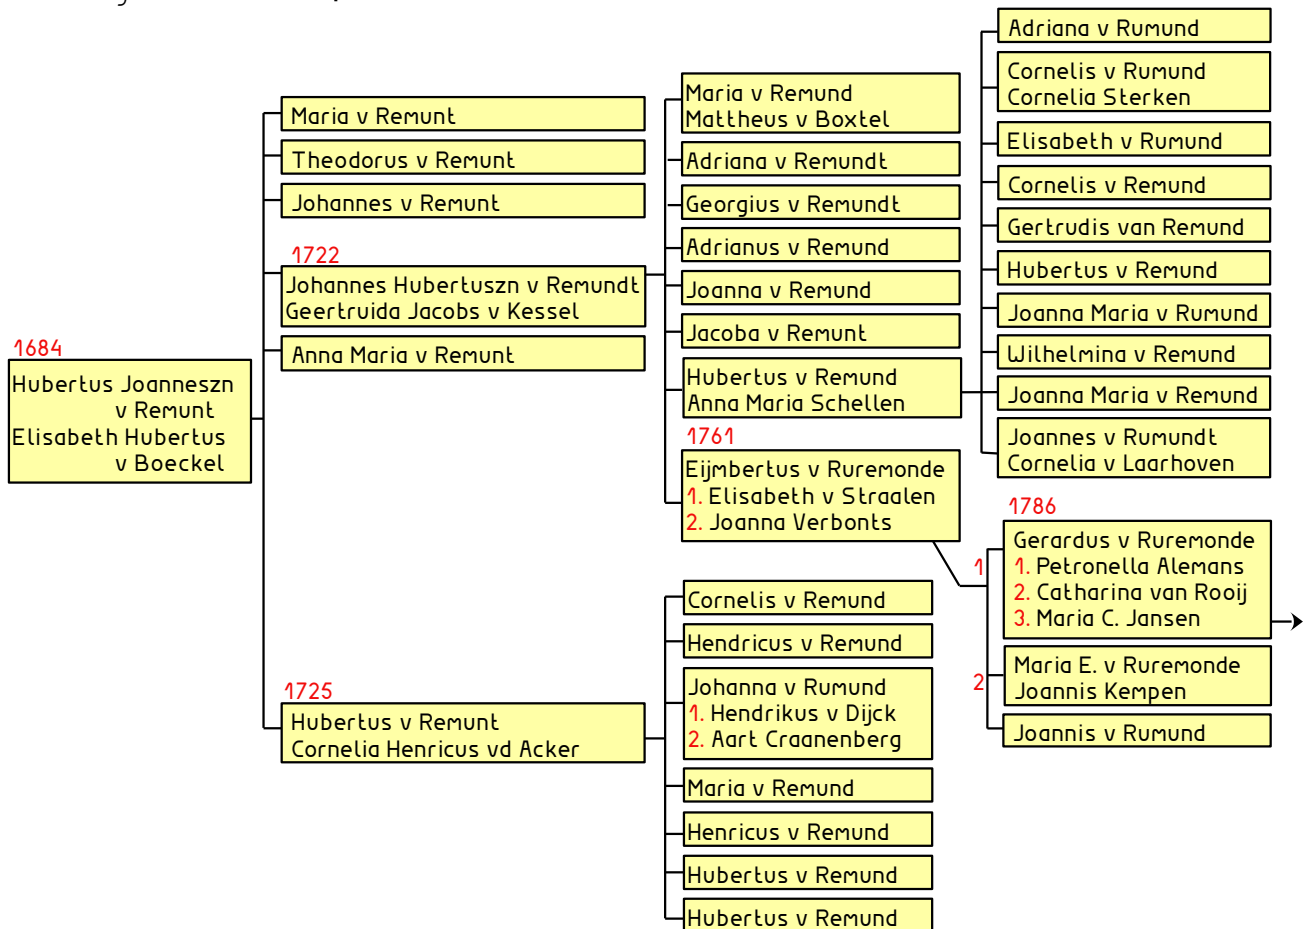 1684
Hubertus Joanneszn
v Remunt
Elisabeth Hubertus
v Boeckel
Maria v Remunt
Theodorus v Remunt
Johannes v Remunt
1722
Johannes Hubertuszn v Remundt
Geertruida Jacobs v Kessel
Anna Maria v Remunt
1725
Hubertus v Remunt
Cornelia Henricus vd Acker
Maria v Remund
Mattheus v Boxtel
Adriana v Remundt
Georgius v Remundt
Adrianus v Remund
Joanna v Remund
Jacoba v Remunt
Hubertus v Remund
Anna Maria Schellen
1761
Eijmbertus v Ruremonde
1. Elisabeth v Straalen
2. Joanna Verbonts
Cornelis v Remund
Hendricus v Remund
Johanna v Rumund
1. Hendrikus v Dijck
2. Aart Craanenberg
Maria v Remund
Henricus v Remund
Hubertus v Remund
Hubertus v Remund
Adriana v Rumund
Cornelis v Rumund
Cornelia Sterken
Elisabeth v Rumund
Cornelis v Remund
Gertrudis van Remund
Hubertus v Remund
Joanna Maria v Rumund
Wilhelmina v Remund
Joanna Maria v Remund
Joannes v Rumundt
Cornelia v Laarhoven
1786
1
Gerardus v Ruremonde
1. Petronella Alemans
2. Catharina van Rooij
3. Maria C. Jansen
2
Maria E. v Ruremonde
Joannis Kempen
Joannis v Rumund